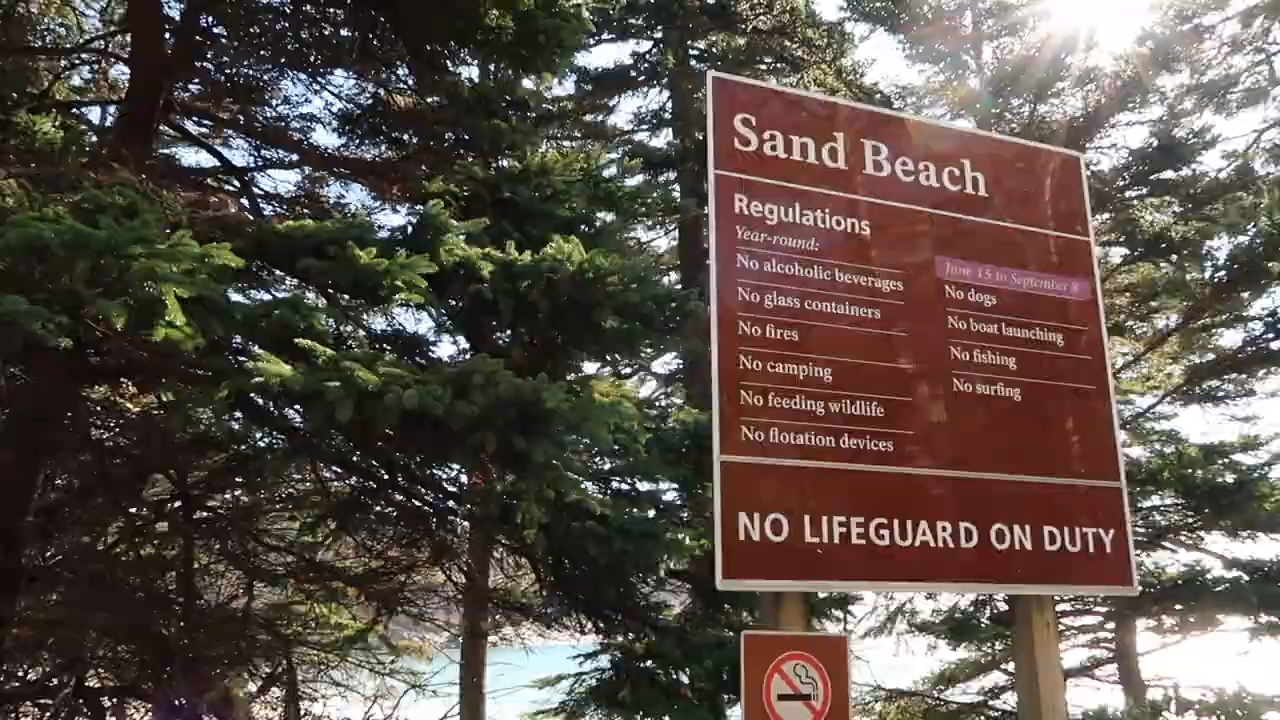 Sand Beach
Regulations
Year-round:
No alcoholic beverages
No glass containers
No fires
No camping
No feeding wildlife
No flotation devices
June 15 to September 8
No dogs
No boat launching
No fishing
No surfing
NO LIFEGUARD ON DUTY